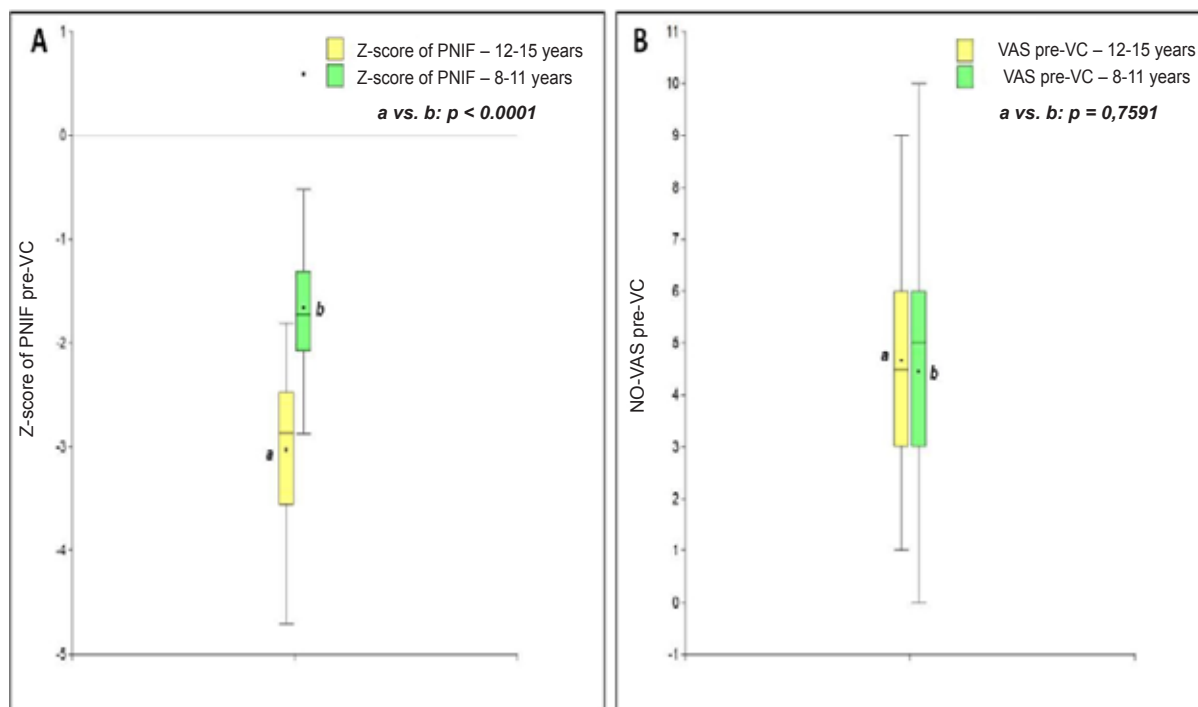 A
Z-score of PNIF – 12-15 years
Z-score of PNIF – 8-11 years
a vs. b: p < 0.0001
Z-score of PNIF pre-VC
1
0
-1
-2
-3
-4
-5
a
b
B
VAS pre-VC – 12-15 years
VAS pre-VC – 8-11 years
a vs. b: p = 0,7591
NO-VAS pre-VC
11
10
9
8
7
6
5
4
3
2
1
0
-1
a
b